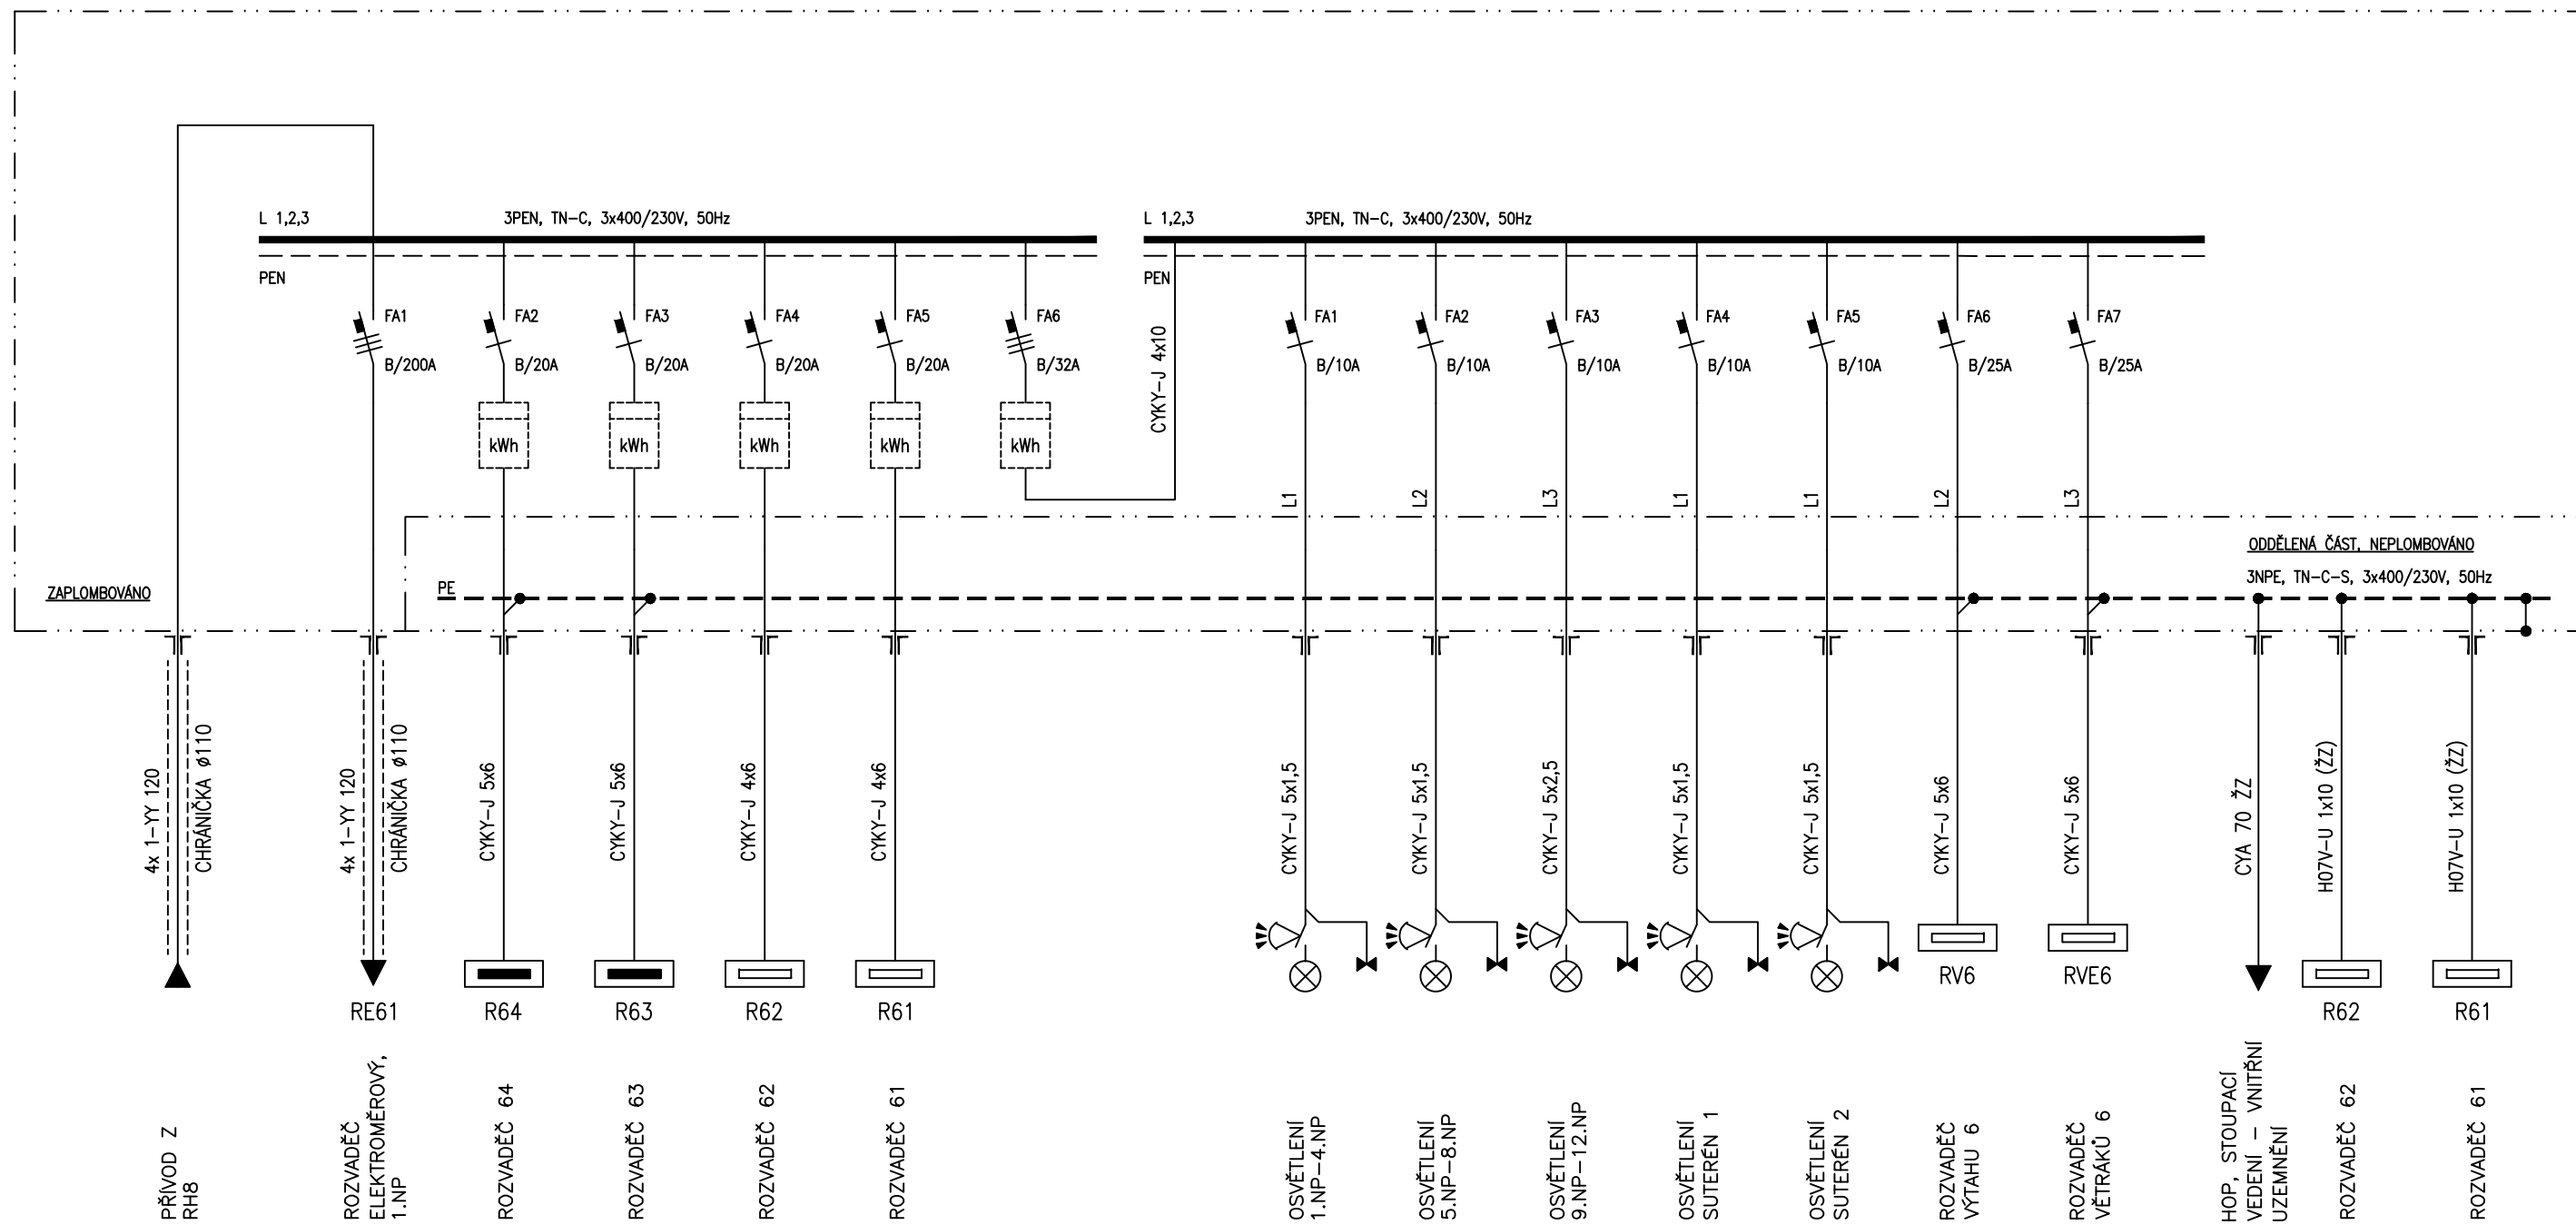 L 1,2,3
3PEN, TN-C, 3x400/230V, 50Hz
L 1,2,3
3PEN, TN-C, 3x400/230V, 50Hz
PEN
PEN
FA1
FA2
FA3
FA4
FA5
FA6
FA1
FA2
FA3
FA4
FA5
FA6
FA7
B/200A
B/20A
B/20A
B/20A
B/20A
B/32A
B/10A
B/10A
B/10A
B/10A
B/10A
B/25A
B/25A
CYKY-J 4x10
kWh
kWh
kWh
kWh
kWh
L1
L2
L3
L1
L1
L2
L3
ODDĚLENÁ ČÁST, NEPLOMBOVÁNO
3NPE, TN-C-S, 3x400/230V, 50Hz
ZAPLOMBOVÁNO
PE
4x 1-YY 120
CHRÁNIČKA ø110
4x 1-YY 120
CHRÁNIČKA ø110
CYKY-J 5x6
CYKY-J 5x6
CYKY-J 4x6
CYKY-J 4x6
CYKY-J 5x1,5
CYKY-J 5x1,5
CYKY-J 5x2,5
CYKY-J 5x1,5
CYKY-J 5x1,5
CYKY-J 5x6
CYKY-J 5x6
CYA 70 ŽZ
H07V-U 1x10 (ŽZ)
H07V-U 1x10 (ŽZ)
RE61
R64
R63
R62
R61
RV6
RVE6
R62
R61
PŘÍVOD Z
RH8
ROZVADĚČ
ELEKTROMĚROVÝ,
1.NP
ROZVADĚČ 64
ROZVADĚČ 63
ROZVADĚČ 62
ROZVADĚČ 61
OSVĚTLENÍ
1.NP-4.NP
OSVĚTLENÍ
5.NP-8.NP
OSVĚTLENÍ
9.NP-12.NP
OSVĚTLENÍ
SUTERÉN 1
OSVĚTLENÍ
SUTERÉN 2
ROZVADĚČ
VÝTAHU 6
ROZVADĚČ
VĚTRÁKŮ 6
HOP, STOUPACÍ
VEDENÍ - VNITŘNÍ
UZEMNĚNÍ
ROZVADĚČ 62
ROZVADĚČ 61